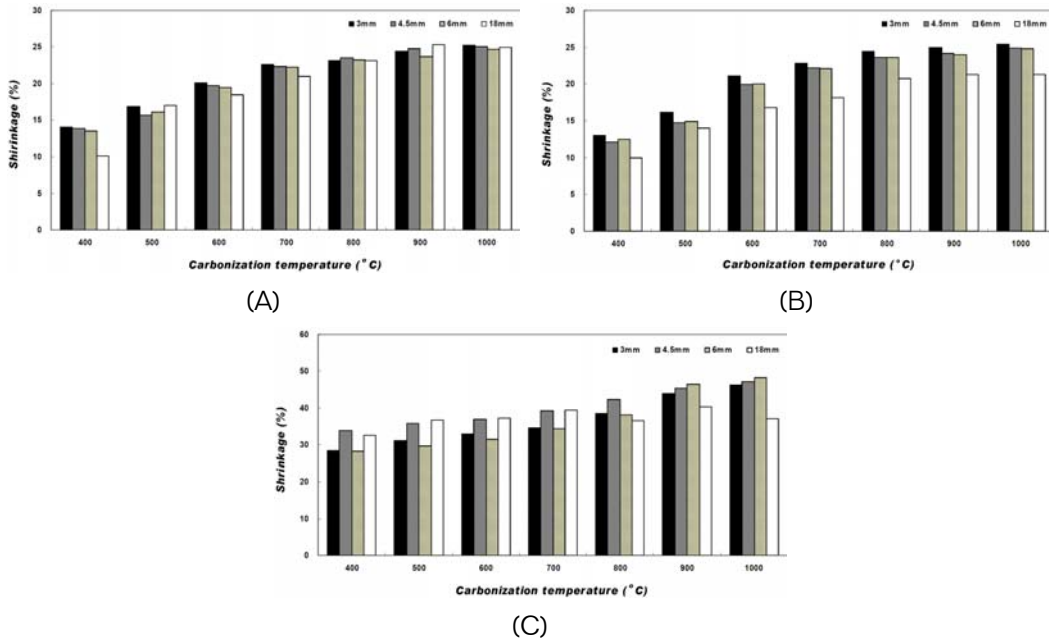 30
25
20
15
10
5
0
Shirinkage (%)
3mm 4.5mm 6mm 18mm
400 500 600 700 800 900 1000
Carbonization temperature (°C)
(A)
30
25
20
15
10
5
0
Shrinkage (%)
3mm 4.5mm 6mm 18mm
400 500 600 700 800 900 1000
Carbonization temperature (°C)
(B)
60
50
40
30
20
10
0
Shrinkage (%)
3mm 4.5mm 6mm 18mm
400 500 600 700 800 900 1000
Carbonization temperature (°C)
(C)